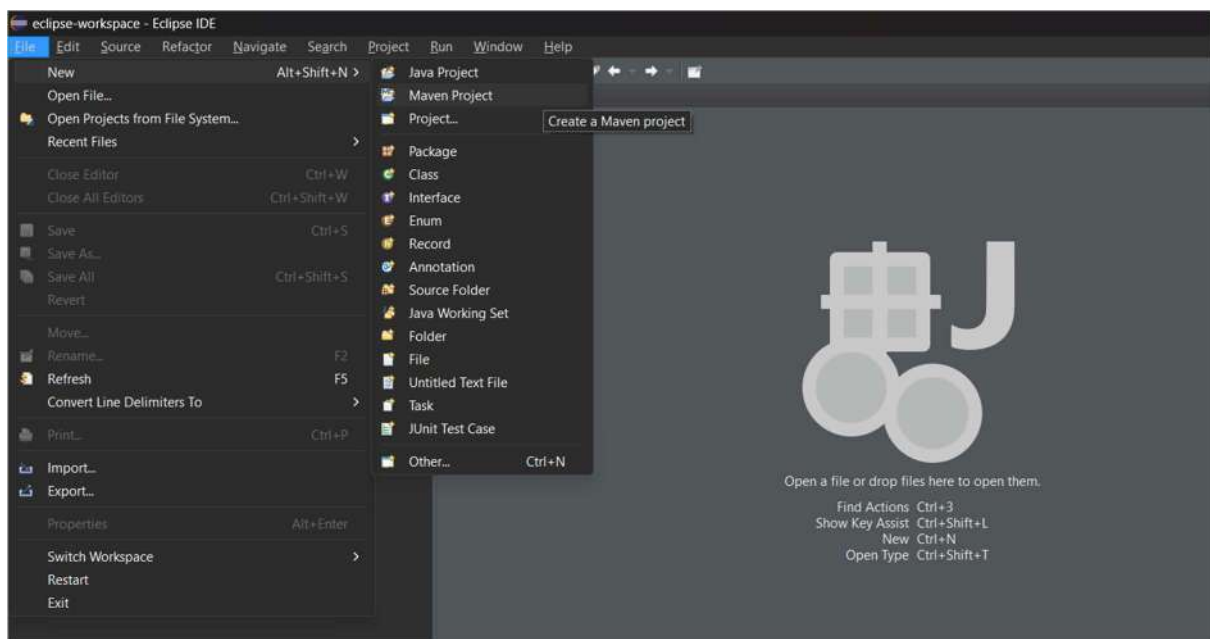 eclipse-workspace - Eclipse IDE
File Edit Source Refactor Navigate Search Project Run Window Help
New Alt+Shift+N >
Open File...
Open Projects from File System...
Recent Files >
Close Editor Ctrl+W
Close All Editors Ctrl+Shift+W
Save Ctrl+S
Save As...
Save All Ctrl+Shift+S
Revert
Move...
Rename... F2
Refresh F5
Convert Line Delimiters To >
Print... Ctrl+P
Import...
Export...
Properties Alt+Enter
Switch Workspace >
Restart
Exit
Java Project
Maven Project
Project...
Create a Maven project
Package
Class
Interface
Enum
Record
Annotation
Source Folder
Java Working Set
Folder
File
Untitled Text File
Task
JUnit Test Case
Other... Ctrl+N
J
Open a file or drop files here to open them.
Find Actions Ctrl+3
Show Key Assist Ctrl+Shift+L
New Ctrl+N
Open Type Ctrl+Shift+T